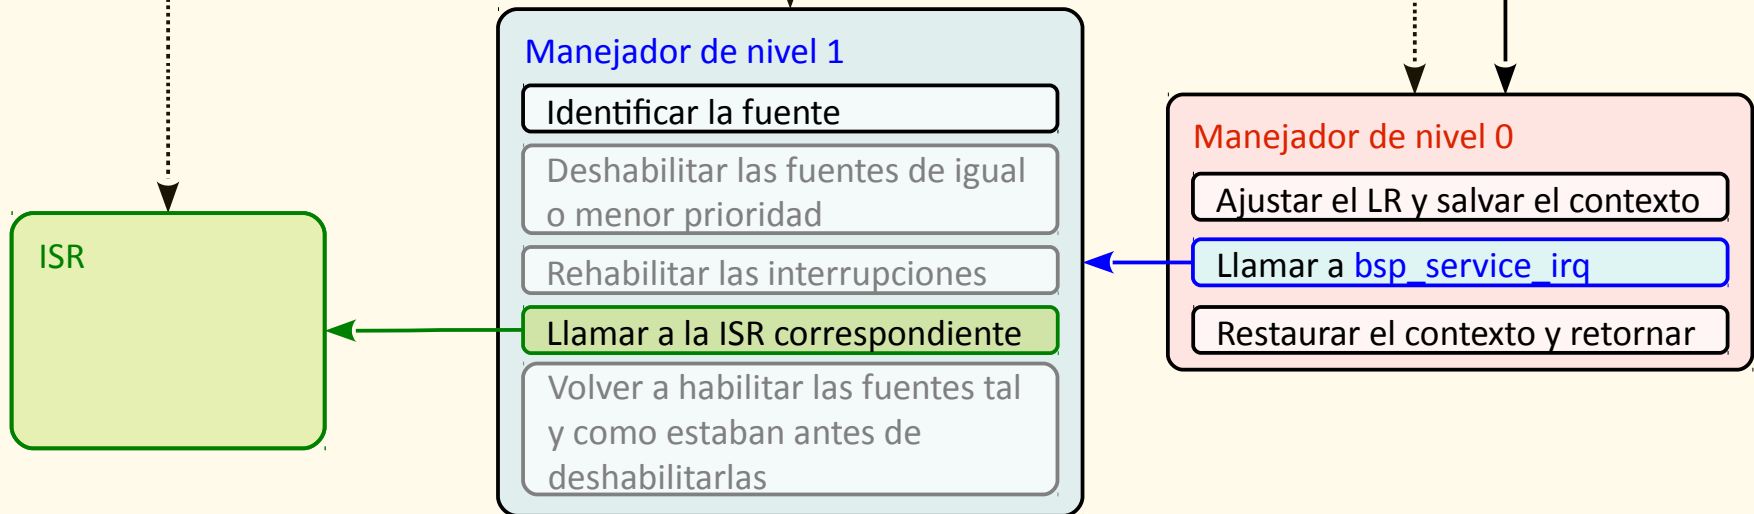 Manejador de nivel 1
Identificar la fuente
Deshabilitar las fuentes de igual
o menor prioridad
Rehabilitar las interrupciones
Llamar a la ISR correspondiente
Volver a habilitar las fuentes tal
y como estaban antes de
deshabilitarlas
Manejador de nivel 0
Ajustar el LR y salvar el contexto
Llamar a bsp_service_irq
Restaurar el contexto y retornar
ISR